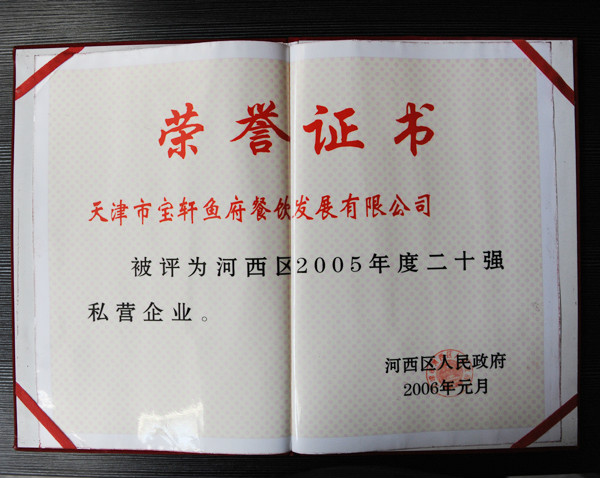 荣誉证书
天津市宝轩鱼府餐饮发展有限公司
被评为河西区2005年度二十强
私营企业。
河西区人民政府
2006年元月